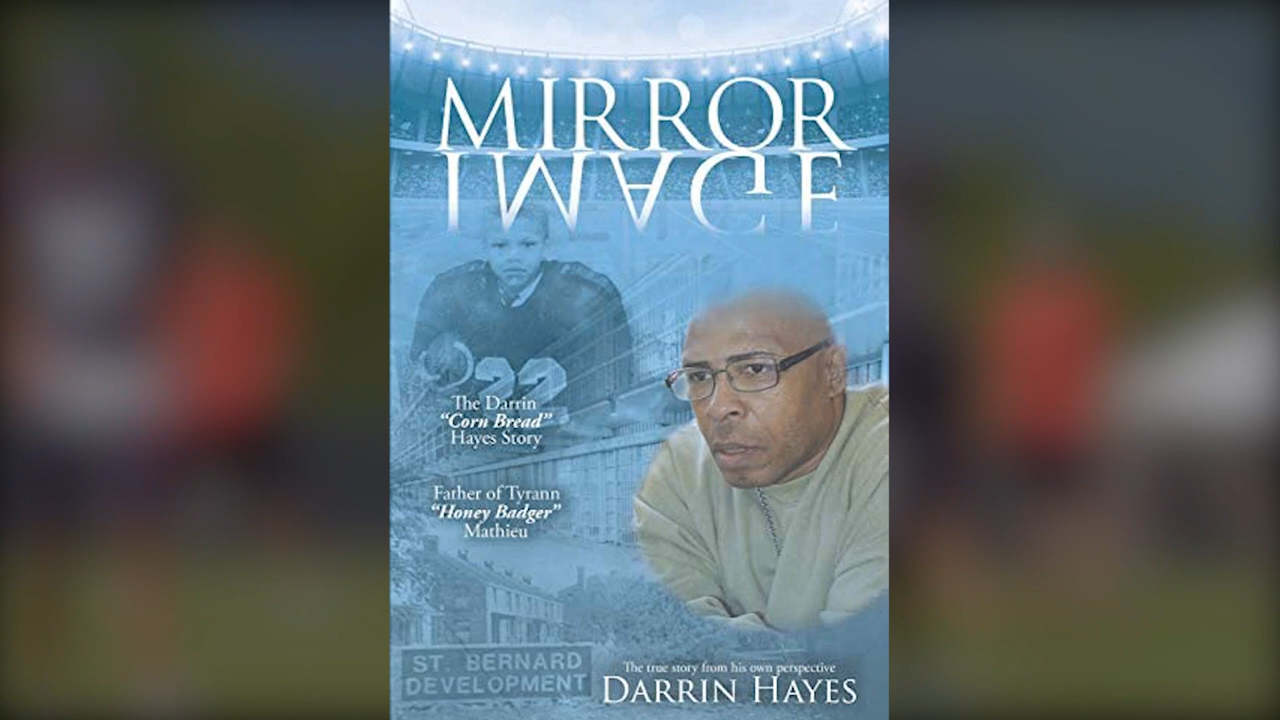 MIRROR
IMAGE
22
The Darrin
“Corn Bread”
Hayes Story
Father of Tyrann
“Honey Badger”
Mathieu
ST. BERNARD
DEVELOPMENT
The true story from his own perspective
DARRIN HAYES